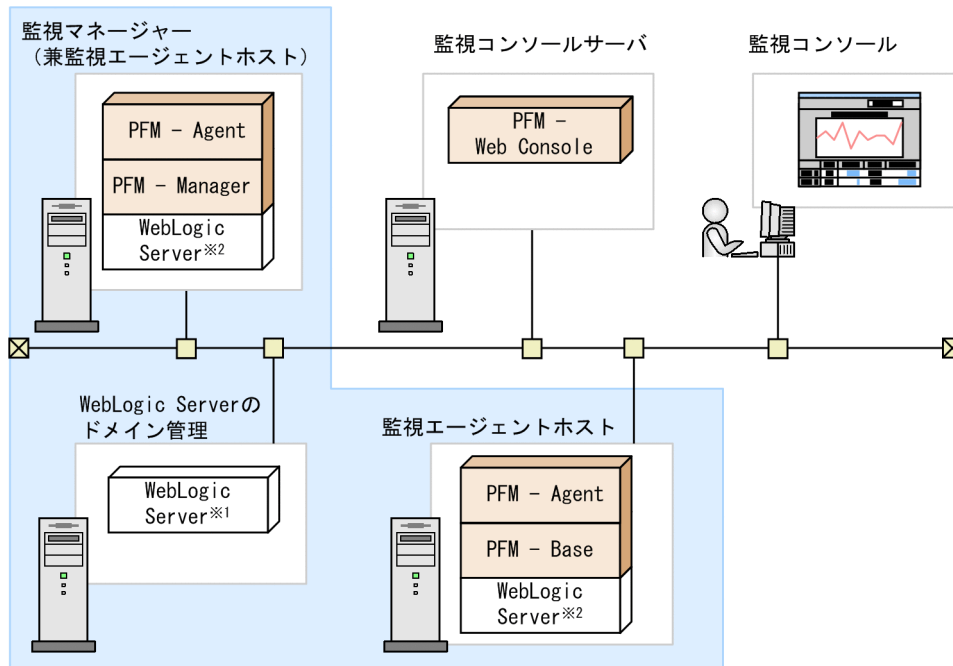 監視マネージャー
（兼監視エージェントホスト）
PFM － Agent
PFM － Manager
WebLogic
Server※2
監視コンソールサーバ
PFM －
Web Console
監視コンソール
WebLogic Serverの
ドメイン管理
WebLogic
Server※1
監視エージェントホスト
PFM － Agent
PFM － Base
WebLogic
Server※2